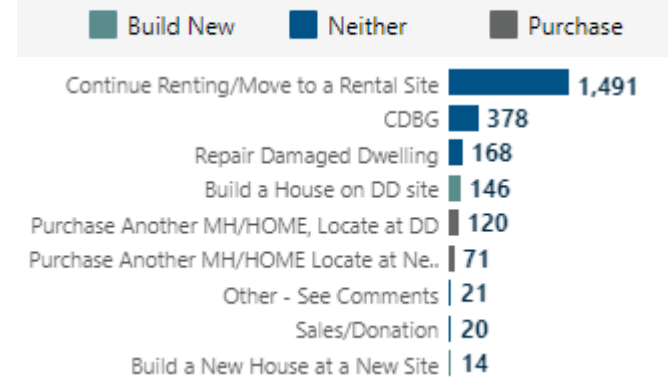 Build New Neither Purchase
Continue Renting/Move to a Rental Site 1,491
CDBG 378
Repair Damaged Dwelling 168
Build a House on DD site 146
Purchase Another MH/HOME, Locate at DD 120
Purchase Another MH/HOME Locate at Ne.. 71
Other - See Comments 21
Sales/Donation 20
Build a New House at a New Site 14